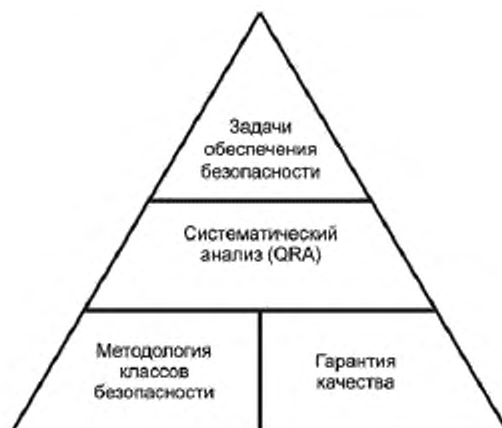 Задачи
обеспечения
безопасности
Систематический
анализ (QRA)
Методология
классов
безопасности
Гарантия
качества